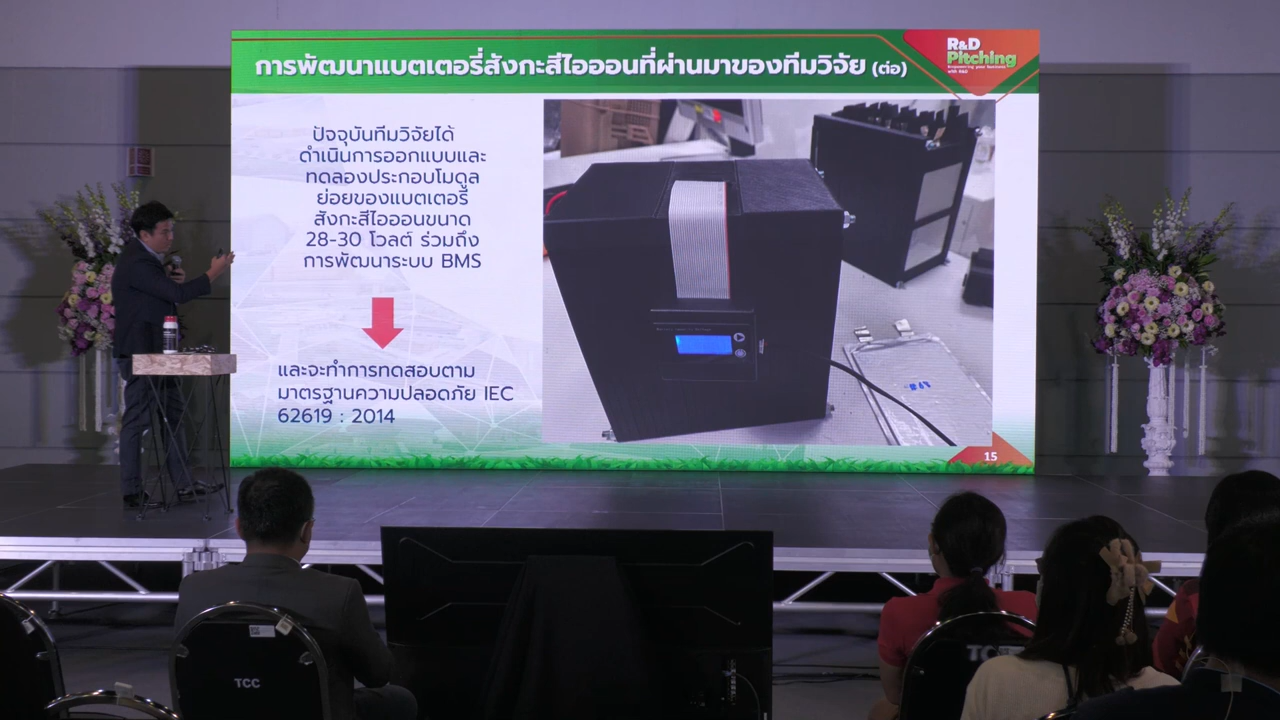 การพัฒนาแบตเตอรี่สังกะสีไอออนที่ผ่านมาของทีมวิจัย (ต่อ)
R&D
Pitching
ปัจจุบันทีมวิจัยได้
ดำเนินการออกแบบและ
ทดลองประกอบโมดูล
ย่อยของแบตเตอรี่
สังกะสีไอออนขนาด
28-30 โวลต์ ร่วมถึง
การพัฒนาระบบ BMS
และจะทำการทดสอบตาม
มาตรฐานความปลอดภัย IEC
62619 : 2014
15
TCC